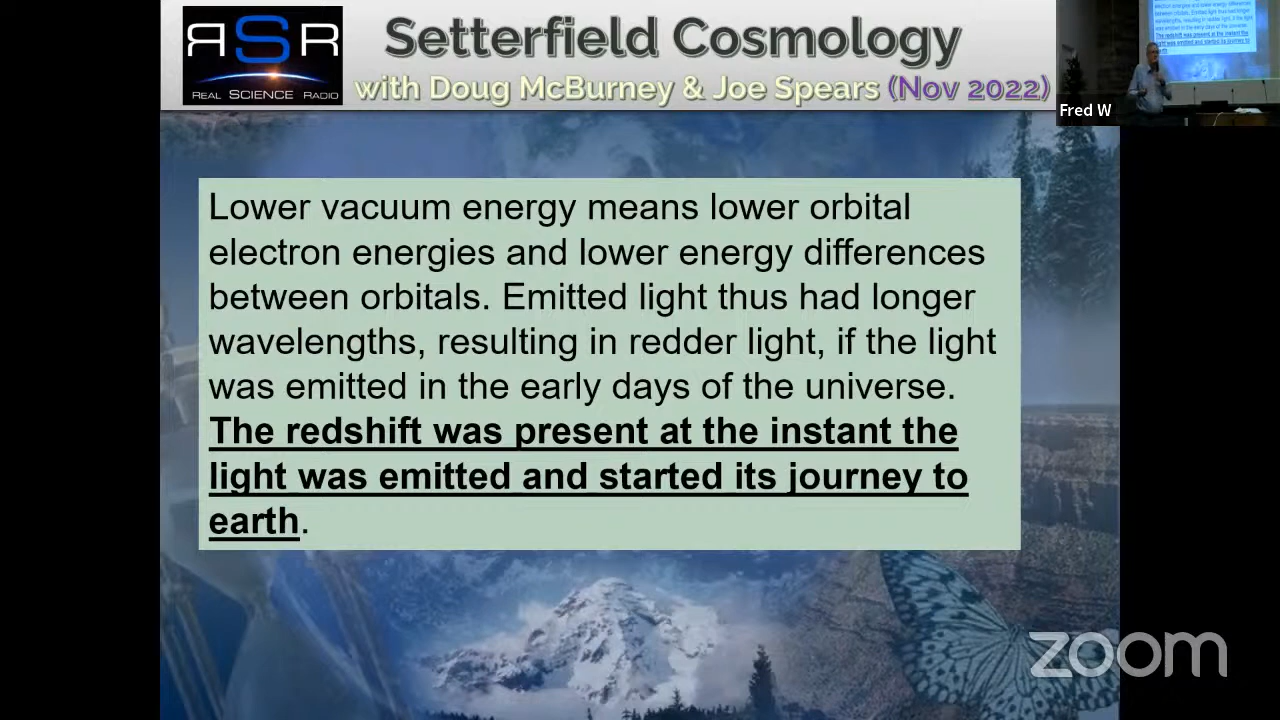 RSR
REAL SCIENCE RADIO
Setterfield Cosmology
with Doug McBurney & Joe Spears (Nov 2022)
Fred W
Lower vacuum energy means lower orbital
electron energies and lower energy differences
between orbitals. Emitted light thus had longer
wavelengths, resulting in redder light, if the light
was emitted in the early days of the universe.
The redshift was present at the instant the
light was emitted and started its journey to
earth.
zoom